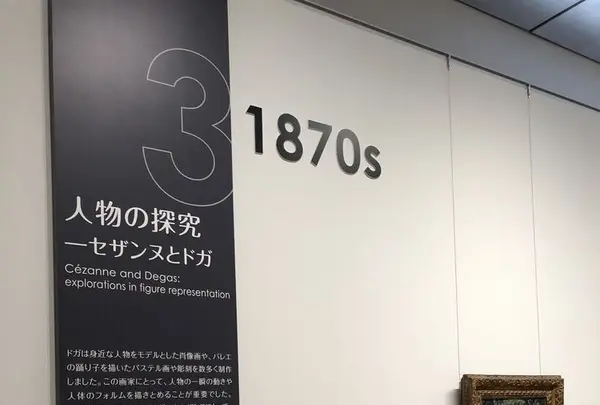 3
1870s
人物の探究
―セザンヌとドガ
Cézanne and Degas:
explorations in figure representation
ドガは身近な人物をモデルとした肖像画や、バレエ
の踊り子を描いたパステル画や彫刻を数多く制作
しました。この画家にとって、人物の一瞬の動きや
人体のフォルムを描きとめることが重要でした。